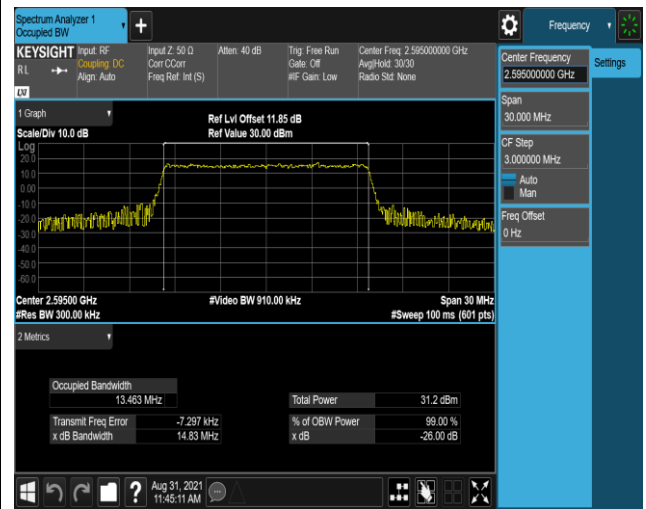 Spectrum Analyzer 1
Occupied BW
Frequency
KEYSIGHT
RL
LXI
Input: RF
Coupling: DC
Align: Auto
Input Z: 50 Ω
Corr CCorr
Freq Ref: Int (S)
Atten: 40 dB
Trig: Free Run
Gate: Off
#IF Gain: Low
Center Freq: 2.595000000 GHz
Avg|Hold: 30/30
Radio Std: None
Center Frequency
2.595000000 GHz
Settings
Span
30.000 MHz
CF Step
3.000000 MHz
Auto
Man
Freq Offset
0 Hz
1 Graph
Scale/Div 10.0 dB
Ref Lvl Offset 11.85 dB
Ref Value 30.00 dBm
Log
20.0
10.0
0.00
-10.0
-20.0
-30.0
-40.0
-50.0
-60.0
Center 2.59500 GHz
#Video BW 910.00 kHz
Span 30 MHz
#Res BW 300.00 kHz
#Sweep 100 ms (601 pts)
2 Metrics
Occupied Bandwidth
13.463 MHz
Total Power 31.2 dBm
Transmit Freq Error -7.297 kHz
% of OBW Power 99.00 %
x dB Bandwidth 14.83 MHz
x dB -26.00 dB
?
Aug 31, 2021
11:45:11 AM